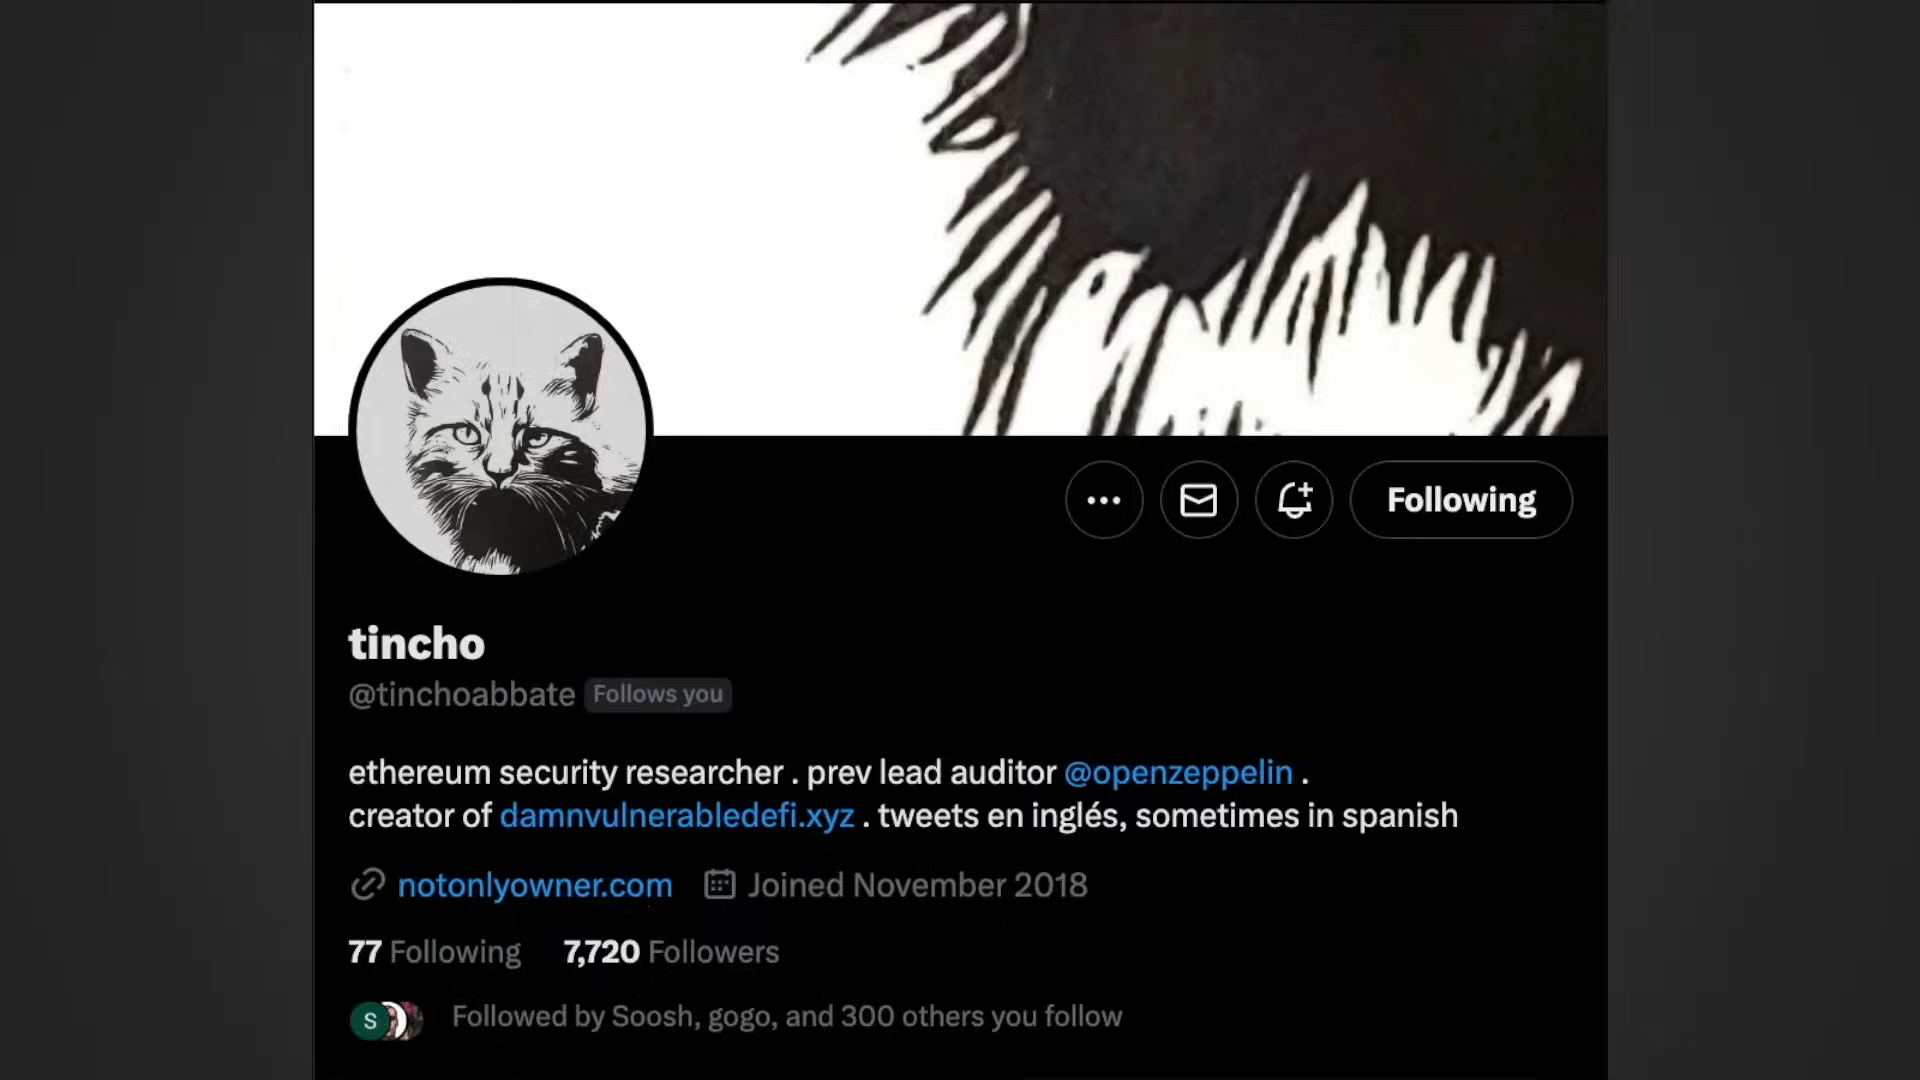 Following
tincho
@tinchoabbate Follows you
ethereum security researcher . prev lead auditor @openzeppelin .
creator of damnvulnerabledefi.xyz . tweets en inglés, sometimes in spanish
notonlyowner.com Joined November 2018
77 Following 7,720 Followers
S Followed by Soosh, gogo, and 300 others you follow